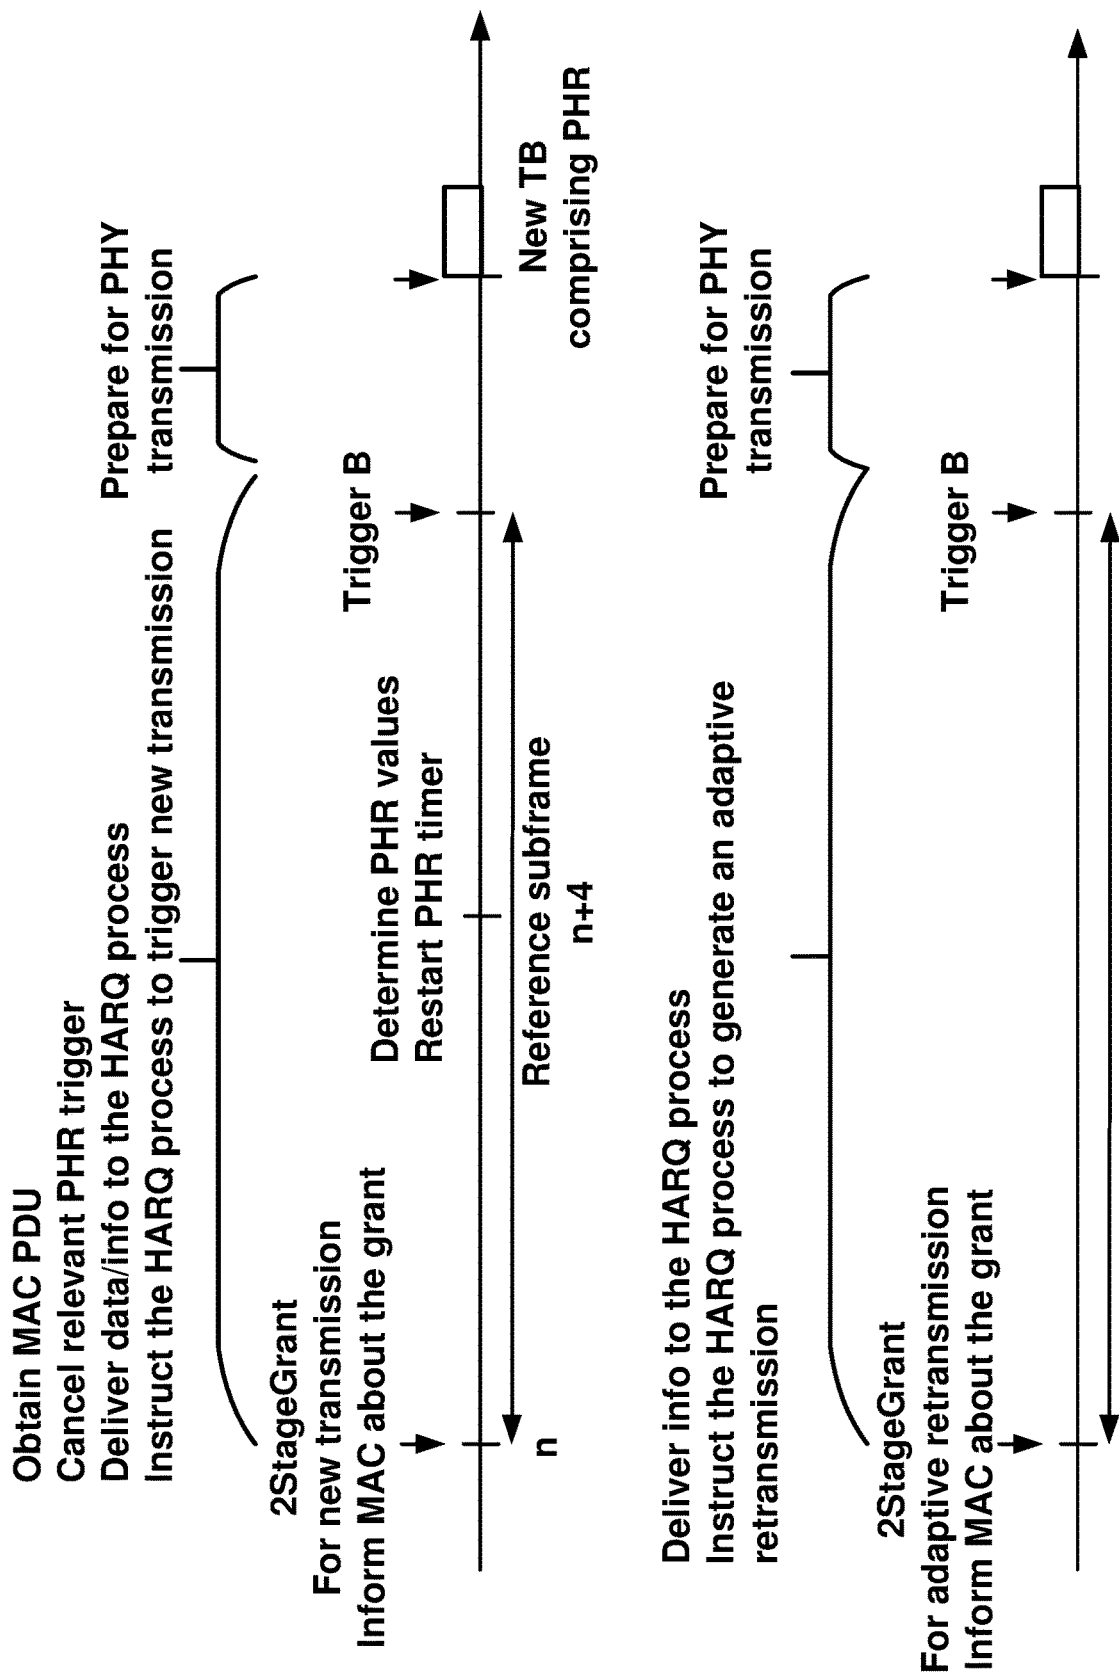 Obtain MAC PDU
Cancel relevant PHR trigger
Deliver data/info to the HARQ process
Instruct the HARQ process to trigger new transmission
Prepare for PHY
transmission
2StageGrant
For new transmission
Inform MAC about the grant
Determine PHR values
Restart PHR timer
Trigger B
n
Reference subframe
n+4
New TB
comprising PHR
Deliver info to the HARQ process
Instruct the HARQ process to generate an adaptive
retransmission
Prepare for PHY
transmission
2StageGrant
For adaptive retransmission
Inform MAC about the grant
Trigger B